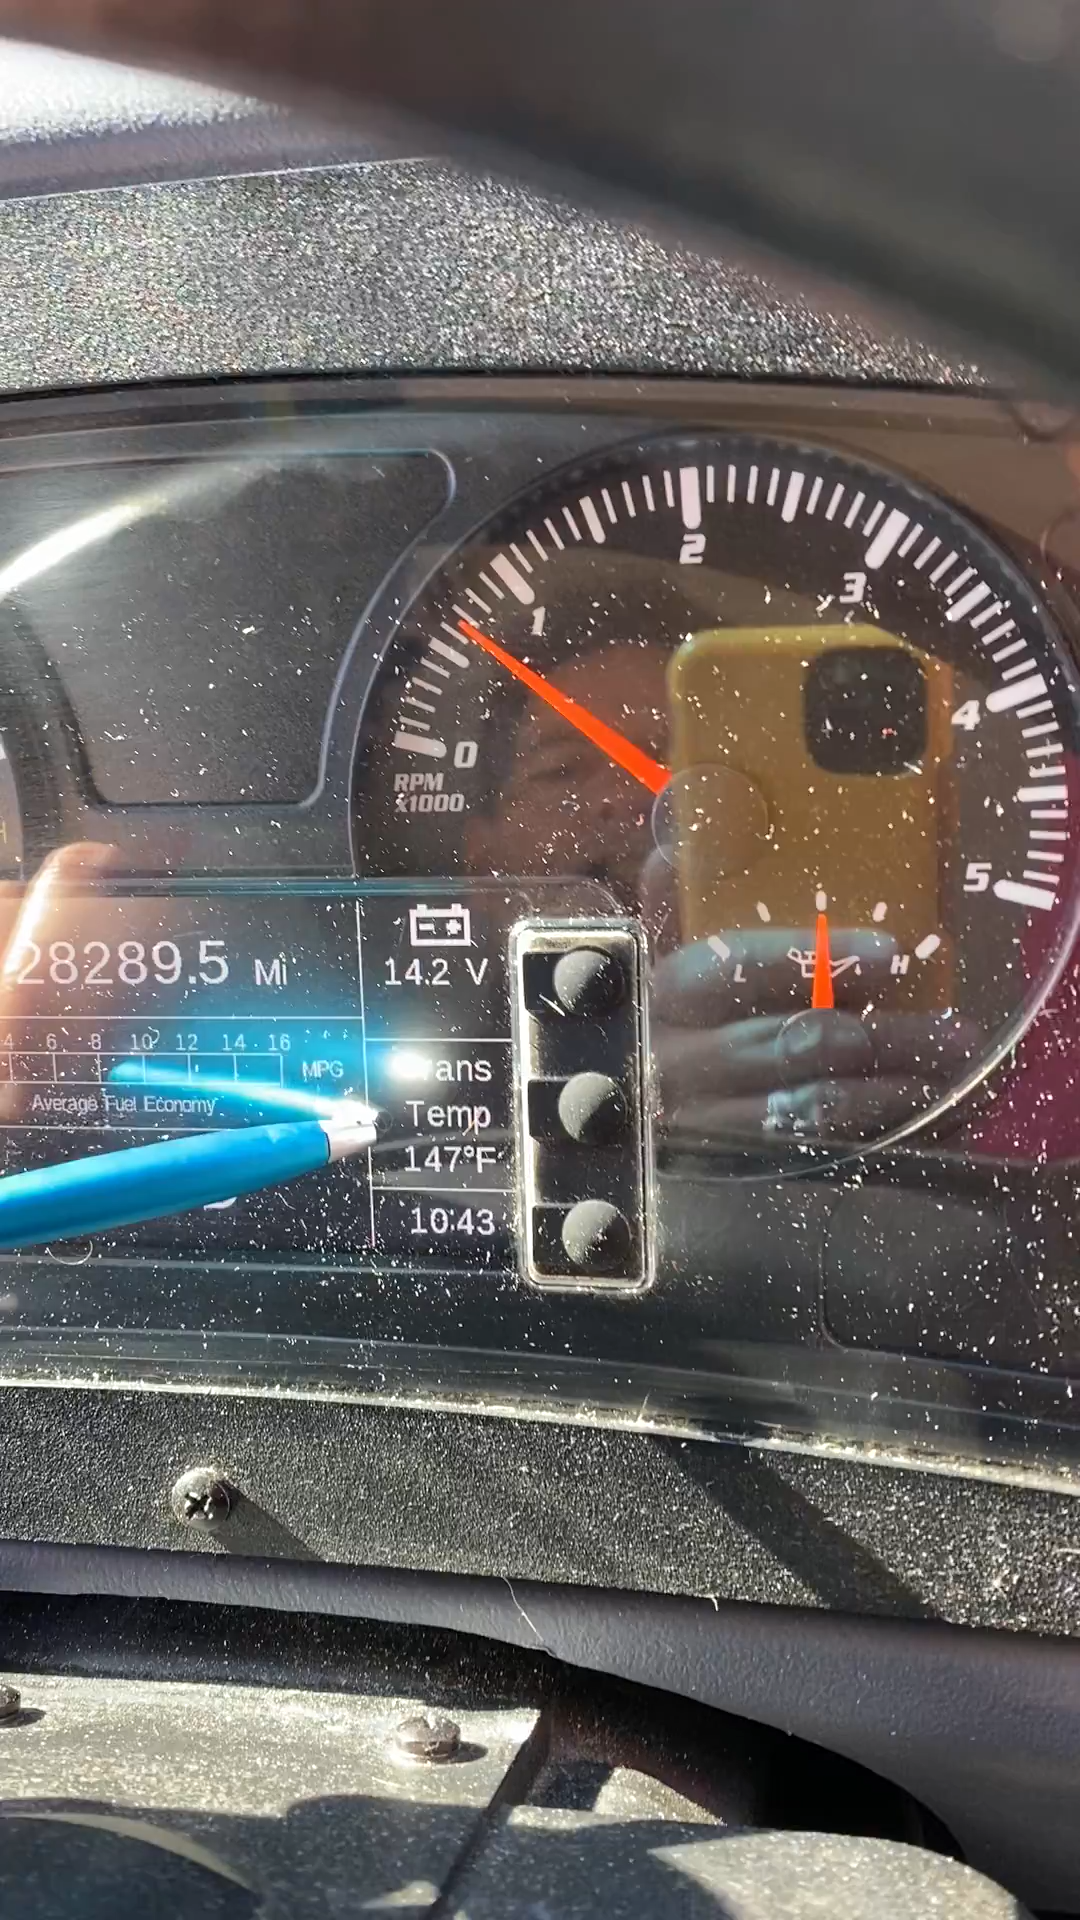 2
3
1
4
0
RPM
x1000
5
L
H
28289.5 Mi
4 6 8 10 12 14 16
MPG
Average Fuel Economy
14.2 V
Temp
147°F
10:43